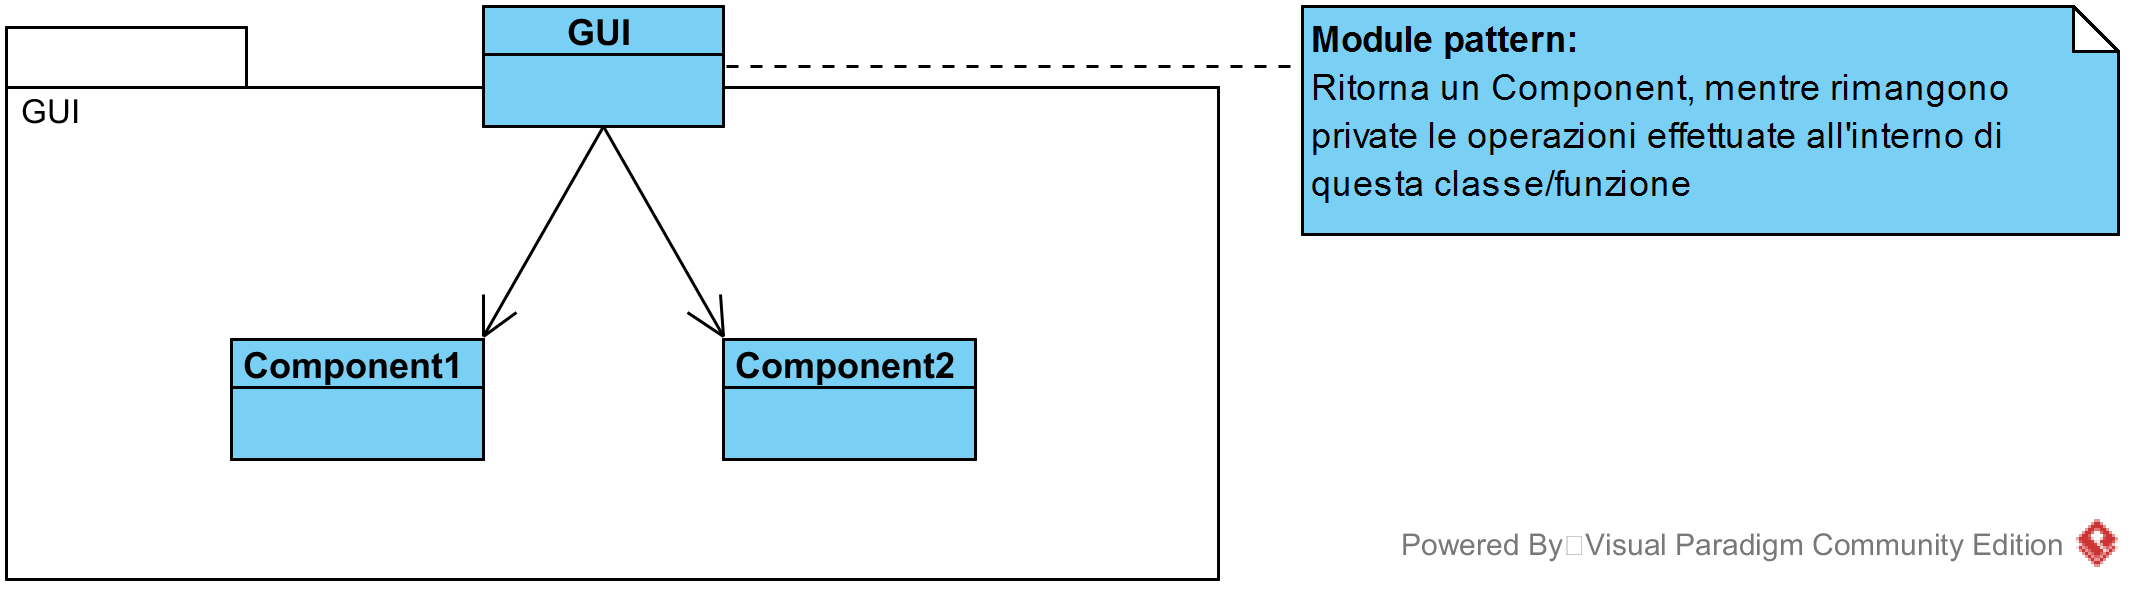 GUI
GUI
Module pattern:
Ritorna un Component, mentre rimangono
private le operazioni effettuate all'interno di
questa classe/funzione
Component1
Component2
Powered By Visual Paradigm Community Edition